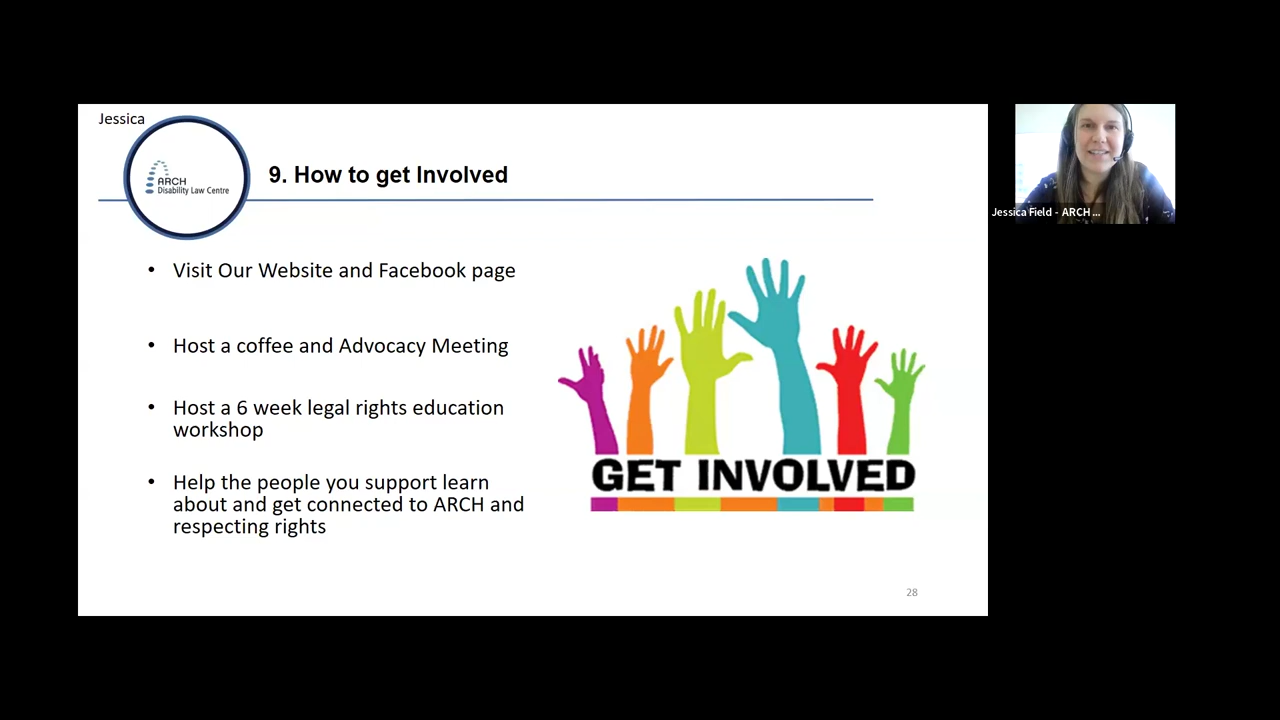 Jessica
ARCH
Disability Law Centre
9. How to get Involved
Jessica Field - ARCH ...
• Visit Our Website and Facebook page
• Host a coffee and Advocacy Meeting
• Host a 6 week legal rights education
workshop
• Help the people you support learn
about and get connected to ARCH and
respecting rights
GET INVOLVED
28